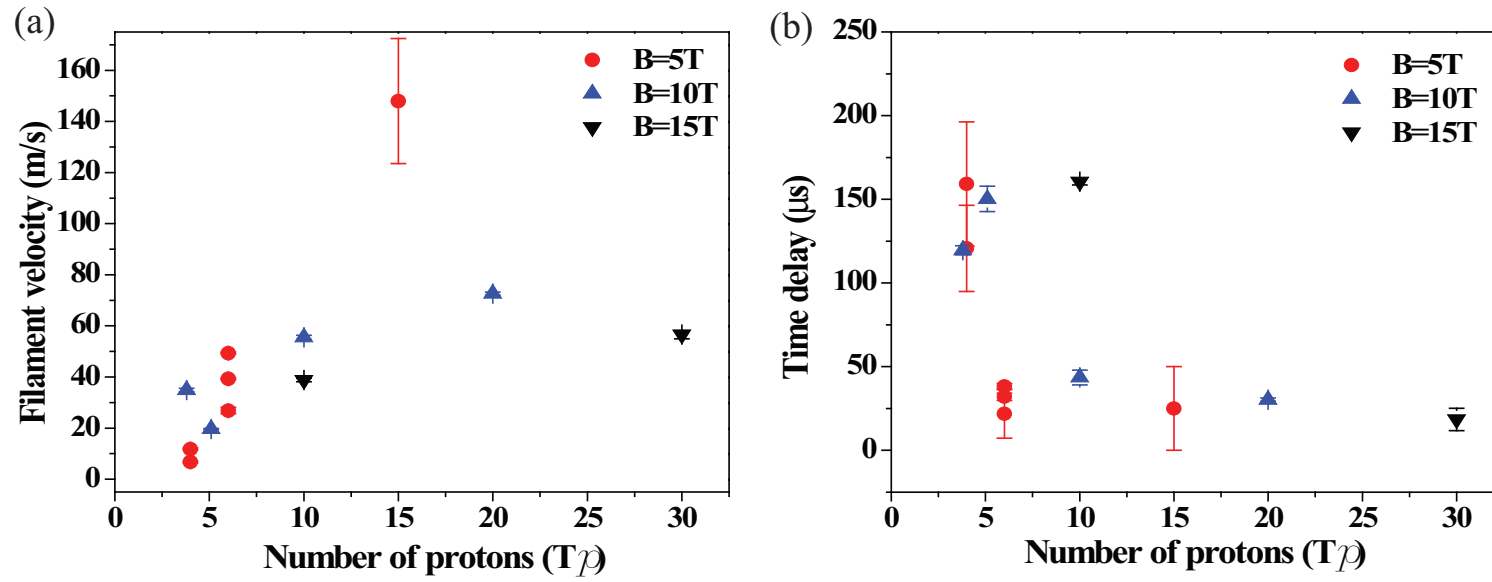 (a)
160
140
120
100
80
60
40
20
0
Filament velocity (m/s)
B=5T
B=10T
B=15T
0 5 10 15 20 25 30
Number of protons (Tp)
(b)
250
200
150
100
50
0
Time delay (μs)
B=5T
B=10T
B=15T
0 5 10 15 20 25 30
Number of protons (Tp)